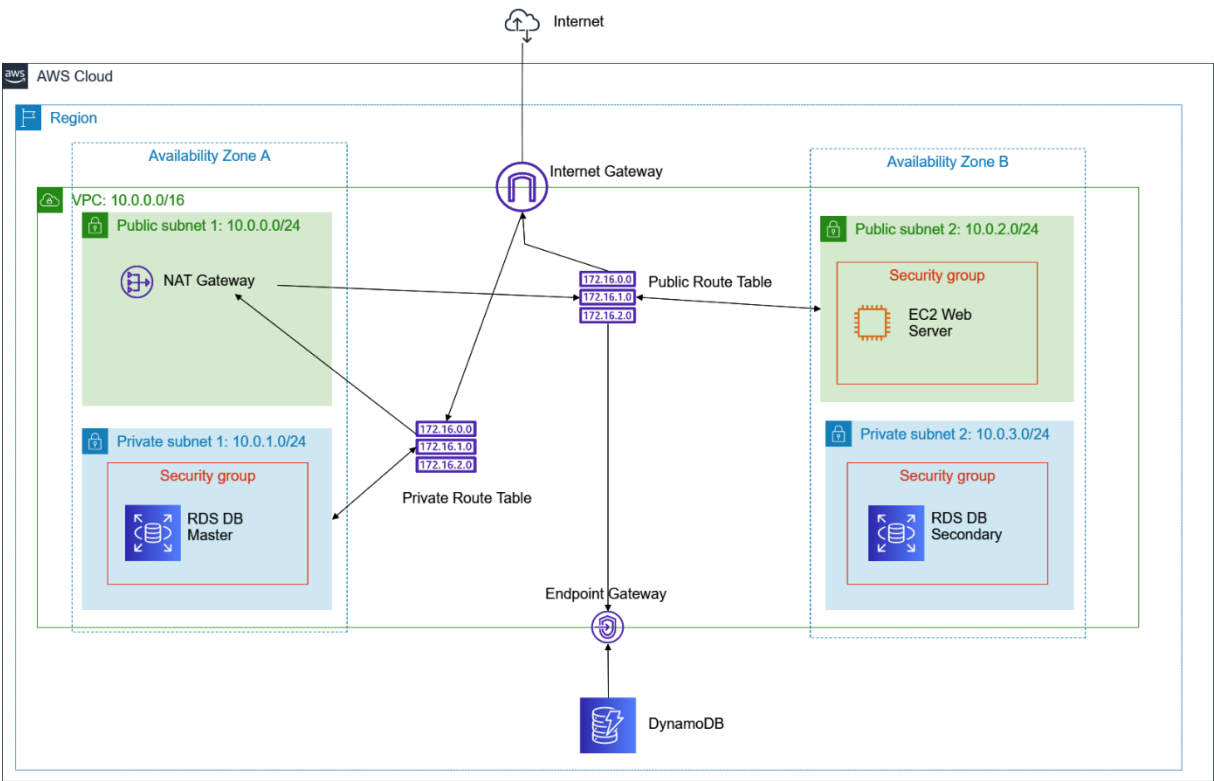 Internet
aws
AWS Cloud
Region
Availability Zone A
Availability Zone B
Internet Gateway
VPC: 10.0.0.0/16
Public subnet 1: 10.0.0.0/24
Public subnet 2: 10.0.2.0/24
NAT Gateway
172.16.0.0
172.16.1.0
172.16.2.0
Public Route Table
Security group
EC2 Web
Server
172.16.0.0
172.16.1.0
172.16.2.0
Private Route Table
Private subnet 1: 10.0.1.0/24
Security group
RDS DB
Master
Private subnet 2: 10.0.3.0/24
Security group
RDS DB
Secondary
Endpoint Gateway
DynamoDB